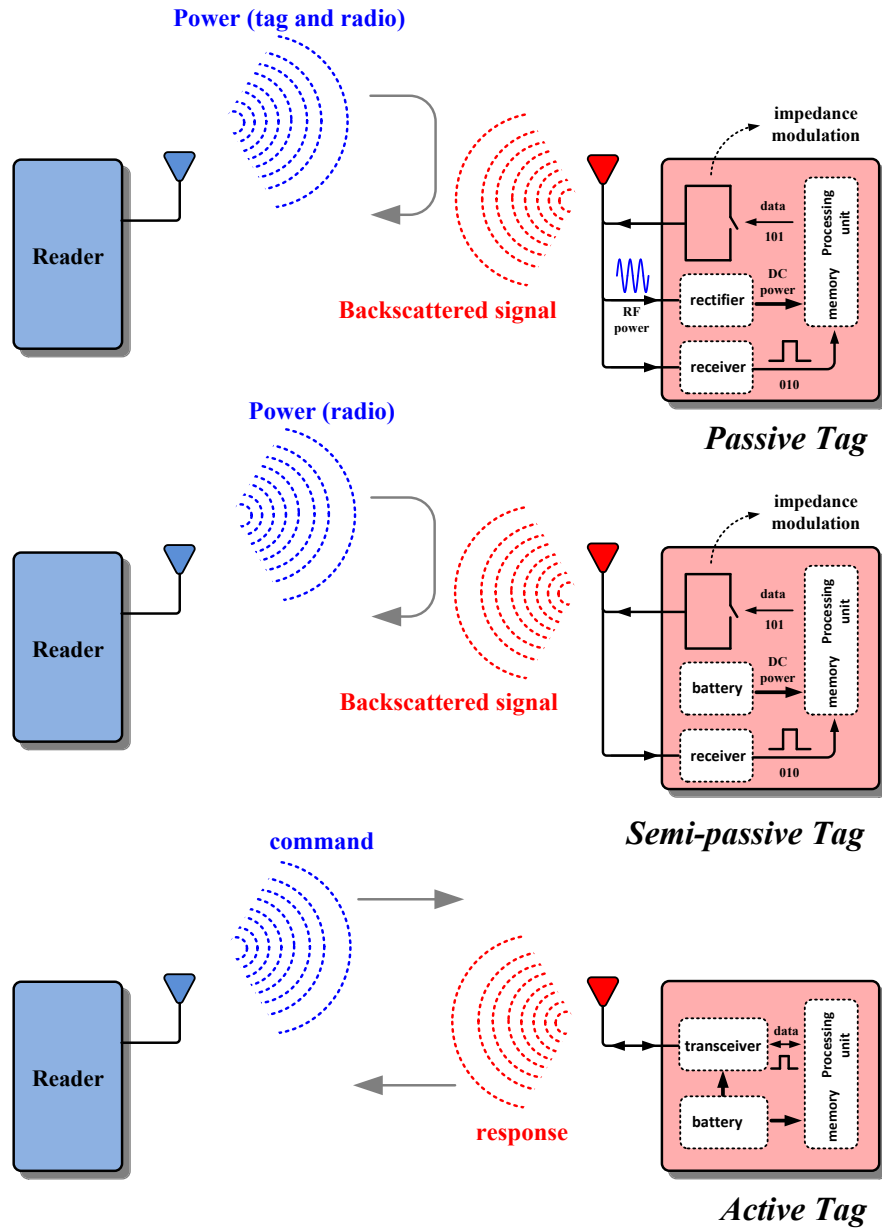 Power (tag and radio)
impedance
modulation
Reader
data
101
Processing
unit
memory
DC
power
rectifier
RF
power
Backscattered signal
receiver
010
Passive Tag
Power (radio)
impedance
modulation
Reader
data
101
Processing
unit
memory
DC
power
battery
Backscattered signal
receiver
010
Semi-passive Tag
command
Reader
transceiver
data
Processing
unit
memory
battery
response
Active Tag